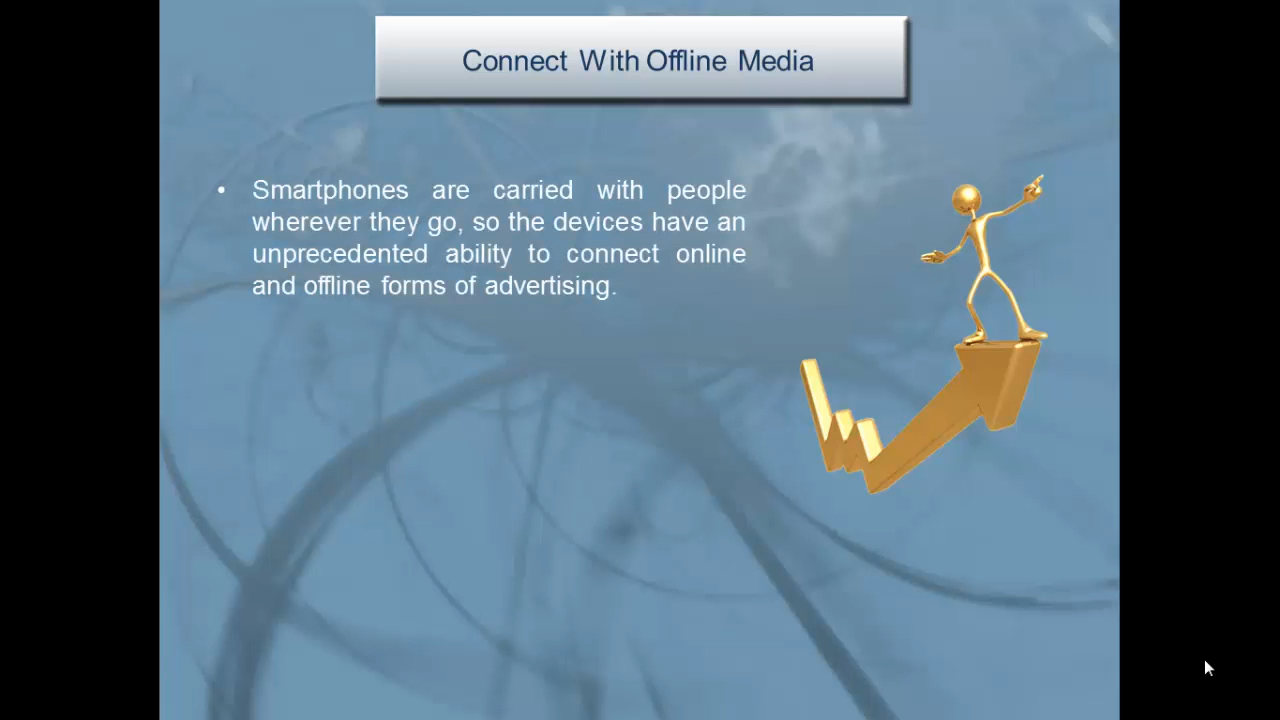 Connect With Offline Media
• Smartphones are carried with people
wherever they go, so the devices have an
unprecedented ability to connect online
and offline forms of advertising.